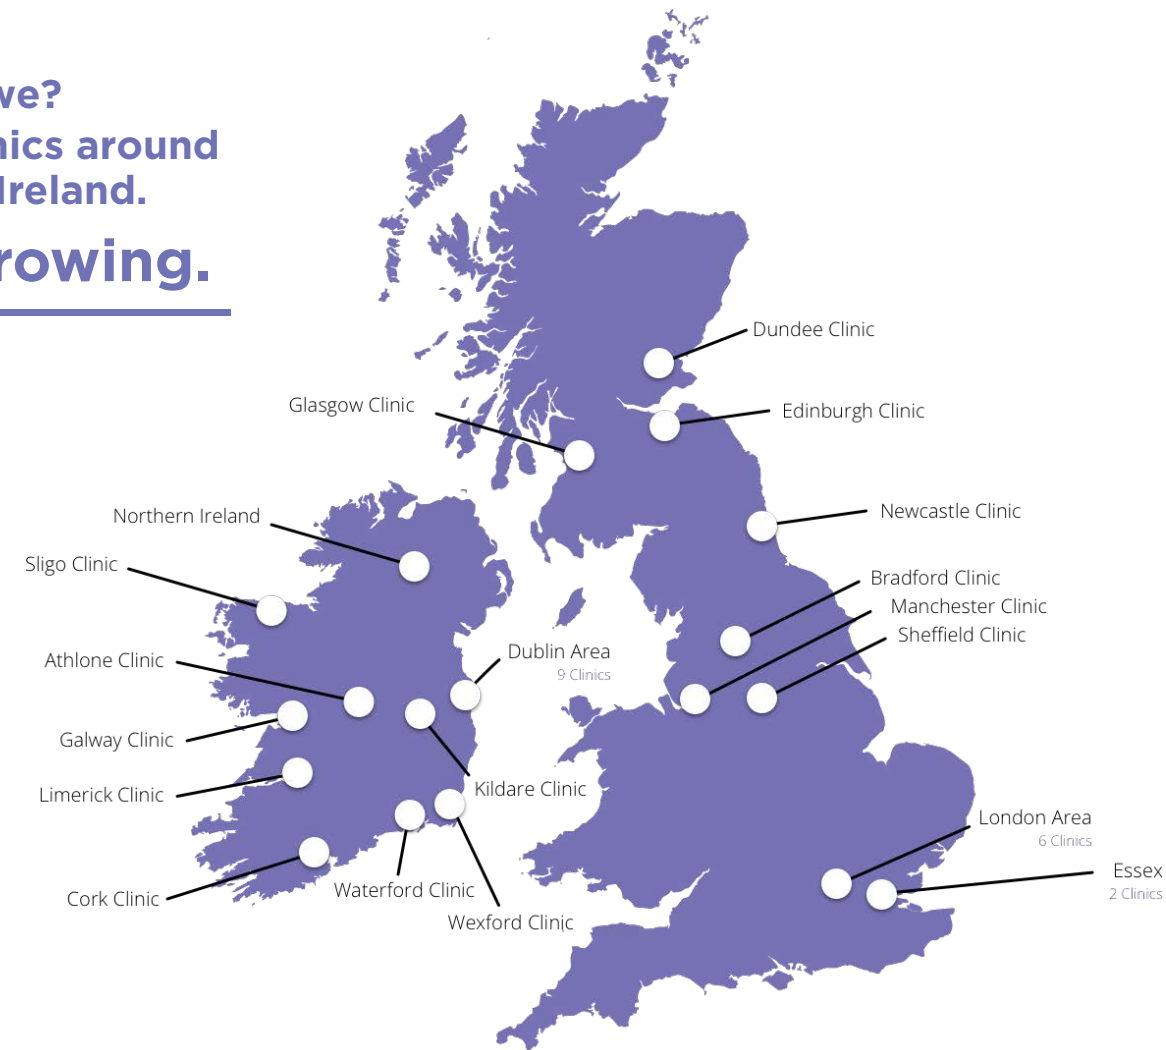 we?
nics around
Ireland.
rowing.
Dundee Clinic
Glasgow Clinic
Edinburgh Clinic
Newcastle Clinic
Northern Ireland
Sligo Clinic
Bradford Clinic
Manchester Clinic
Sheffield Clinic
Athlone Clinic
Dublin Area
9 Clinics
Galway Clinic
Limerick Clinic
Kildare Clinic
London Area
6 Clinics
Essex
2 Clinics
Cork Clinic
Waterford Clinic
Wexford Clinic